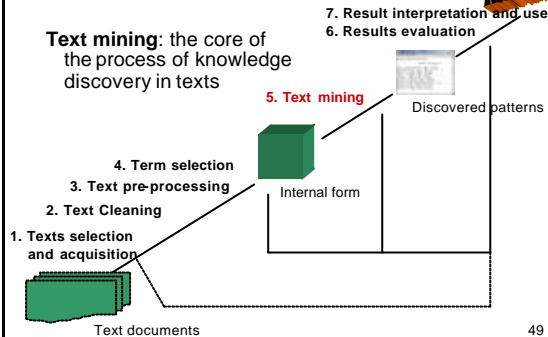 7. Result interpretation and use
6. Results evaluation
Text mining: the core of
the process of knowledge
discovery in texts
5. Text mining
Discovered patterns
4. Term selection
3. Text pre-processing
Internal form
2. Text Cleaning
1. Texts selection
and acquisition
Text documents
49